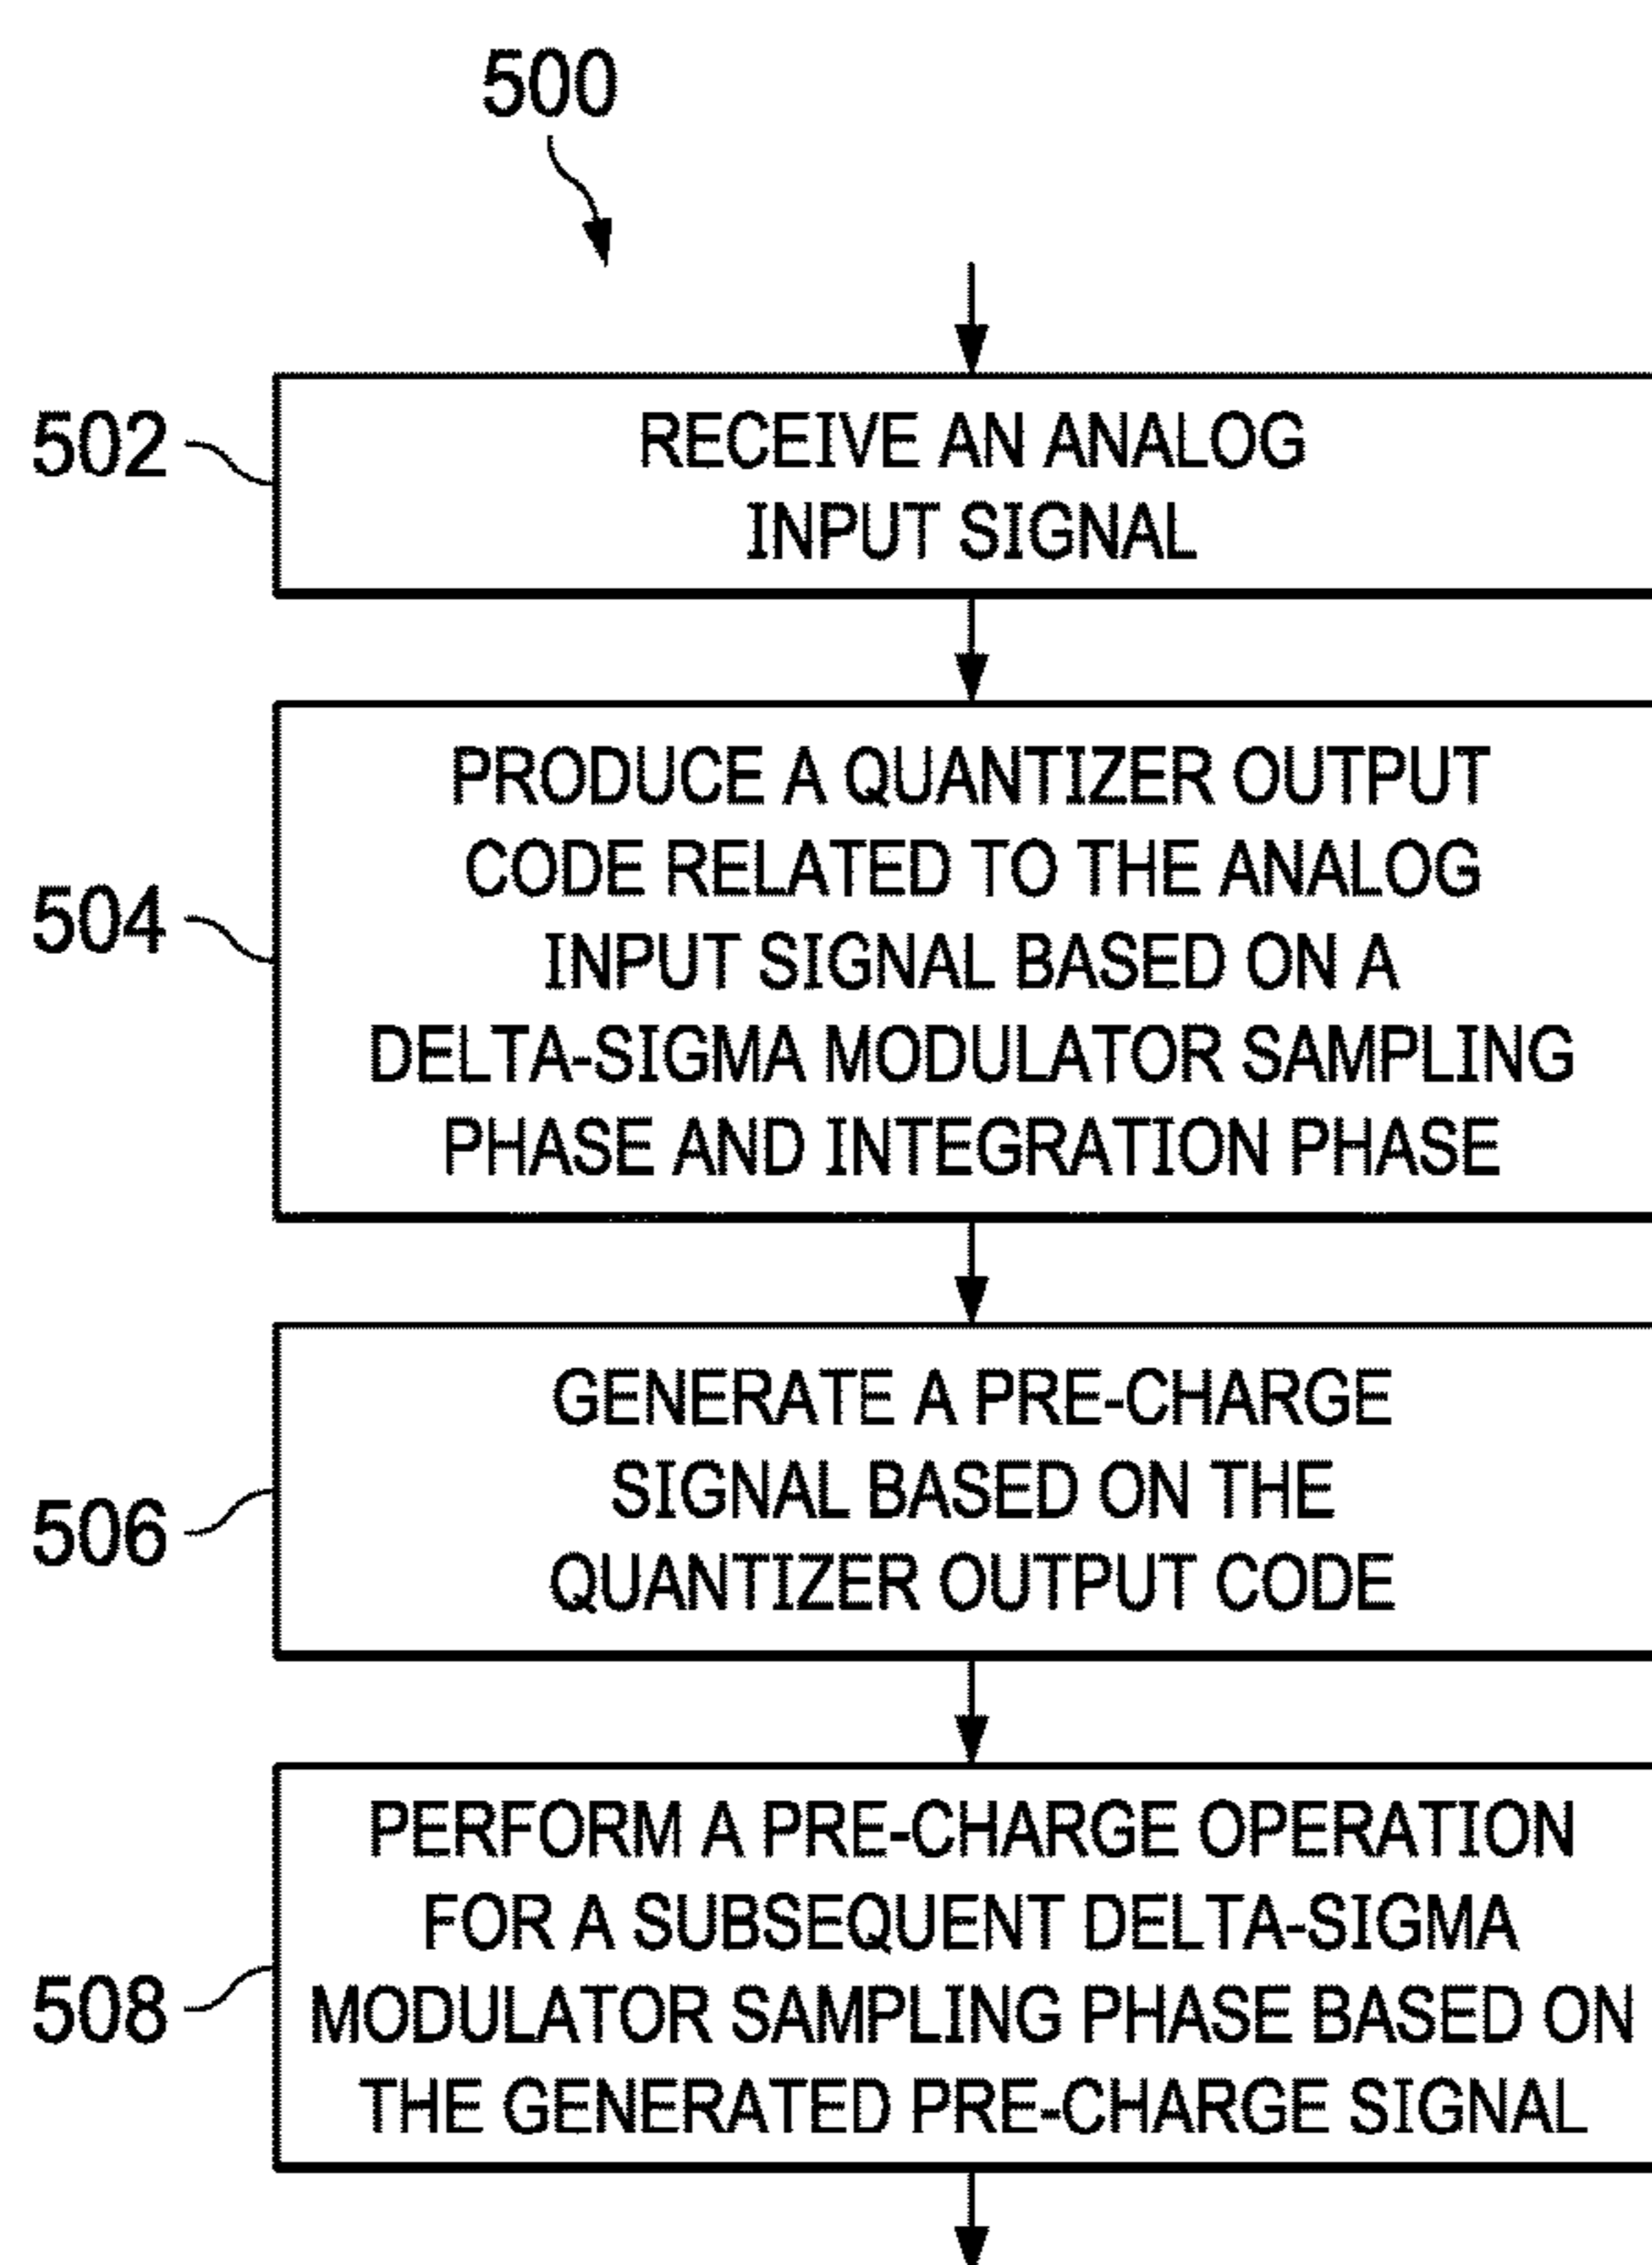 500
502
RECEIVE AN ANALOG
INPUT SIGNAL
504
PRODUCE A QUANTIZER OUTPUT
CODE RELATED TO THE ANALOG
INPUT SIGNAL BASED ON A
DELTA-SIGMA MODULATOR SAMPLING
PHASE AND INTEGRATION PHASE
506
GENERATE A PRE-CHARGE
SIGNAL BASED ON THE
QUANTIZER OUTPUT CODE
508
PERFORM A PRE-CHARGE OPERATION
FOR A SUBSEQUENT DELTA-SIGMA
MODULATOR SAMPLING PHASE BASED ON
THE GENERATED PRE-CHARGE SIGNAL